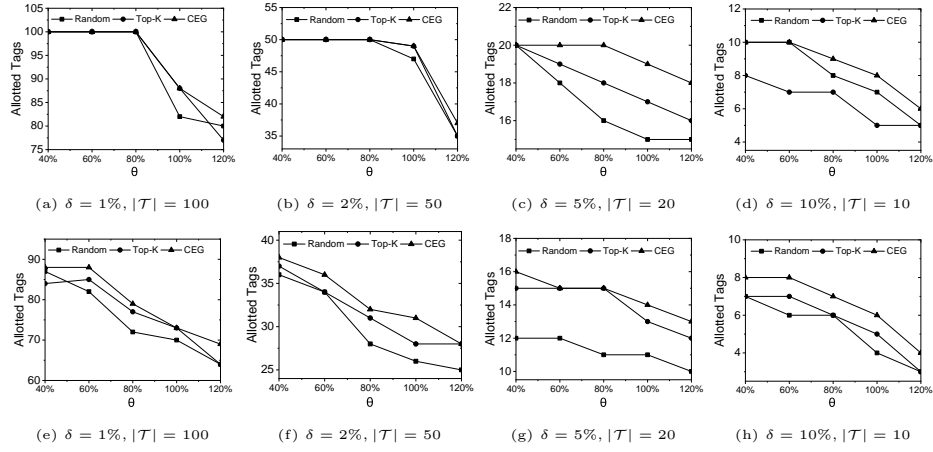 Random Top-K CEG
Allotted Tags
105
100
95
90
85
80
75
40% 60% 80% 100% 120%
θ
(a) δ = 1%, |𝒯| = 100
Random Top-K CEG
Allotted Tags
55
50
45
40
35
40% 60% 80% 100% 120%
θ
(b) δ = 2%, |𝒯| = 50
Random Top-K CEG
Allotted Tags
22
20
18
16
40% 60% 80% 100% 120%
θ
(c) δ = 5%, |𝒯| = 20
Random Top-K CEG
Allotted Tags
12
10
8
6
4
40% 60% 80% 100% 120%
θ
(d) δ = 10%, |𝒯| = 10
Random Top-K CEG
Allotted Tags
90
80
70
60
40% 60% 80% 100% 120%
θ
(e) δ = 1%, |𝒯| = 100
Random Top-K CEG
Allotted Tags
40
35
30
25
40% 60% 80% 100% 120%
θ
(f) δ = 2%, |𝒯| = 50
Random Top-K CEG
Allotted Tags
18
16
14
12
10
40% 60% 80% 100% 120%
θ
(g) δ = 5%, |𝒯| = 20
Random Top-K CEG
Allotted Tags
10
8
6
4
40% 60% 80% 100% 120%
θ
(h) δ = 10%, |𝒯| = 10